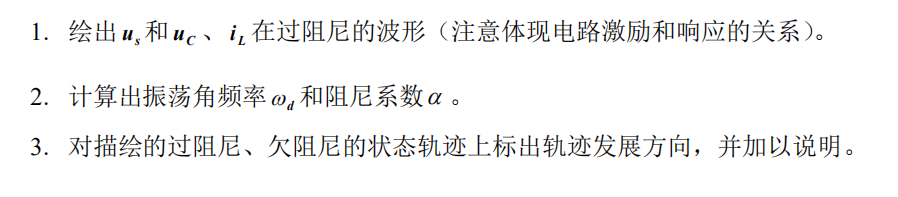 1. 绘出 uₛ 和 u_C 、 i_L 在过阻尼的波形（注意体现电路激励和响应的关系）。
2. 计算出振荡角频率 ω_d 和阻尼系数 α 。
3. 对描绘的过阻尼、欠阻尼的状态轨迹上标出轨迹发展方向，并加以说明。